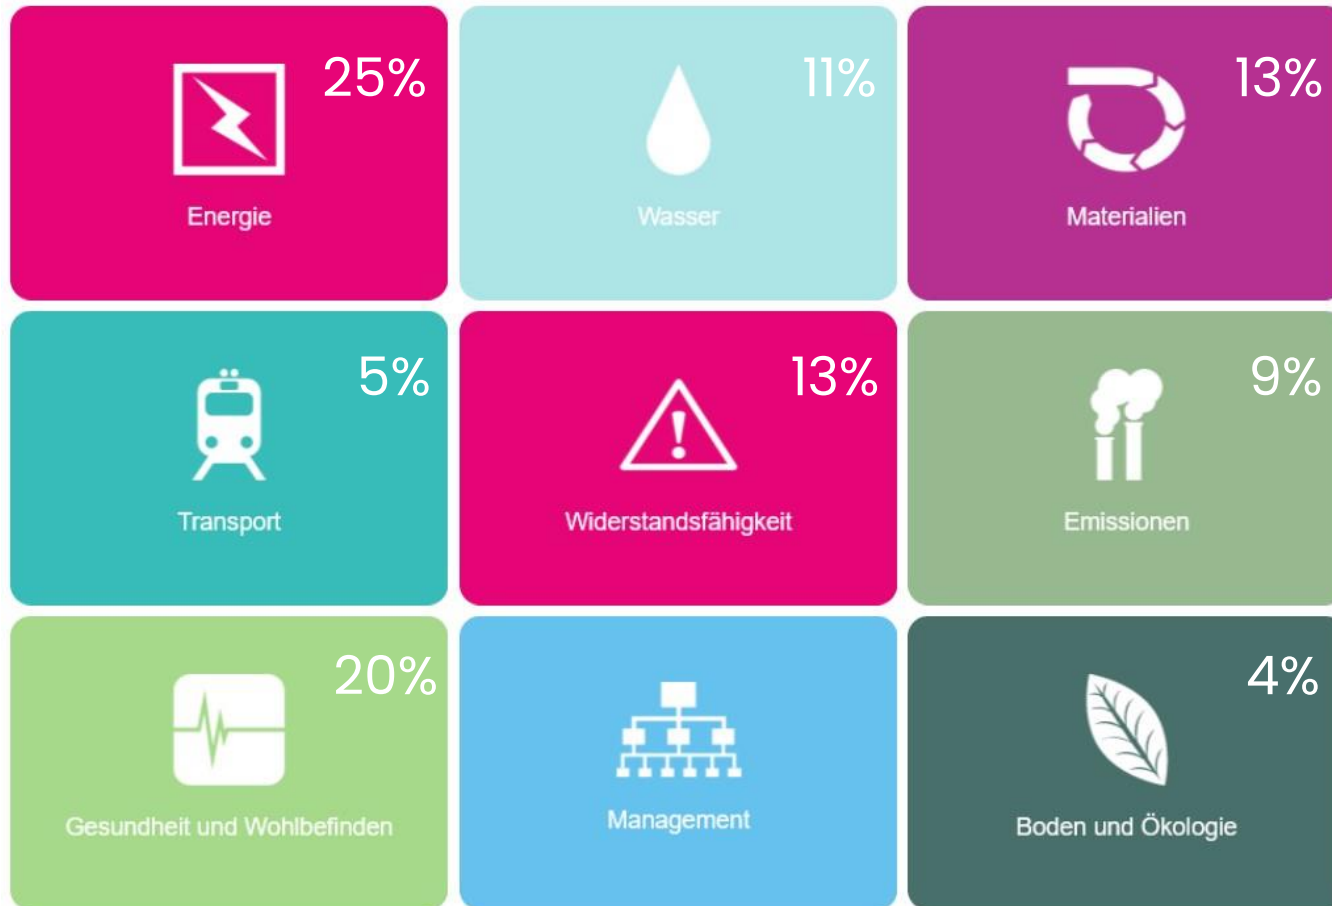 25%
Energie
11%
Wasser
13%
Materialien
5%
Transport
13%
Widerstandsfähigkeit
9%
Emissionen
20%
Gesundheit und Wohlbefinden
Management
4%
Boden und Ökologie